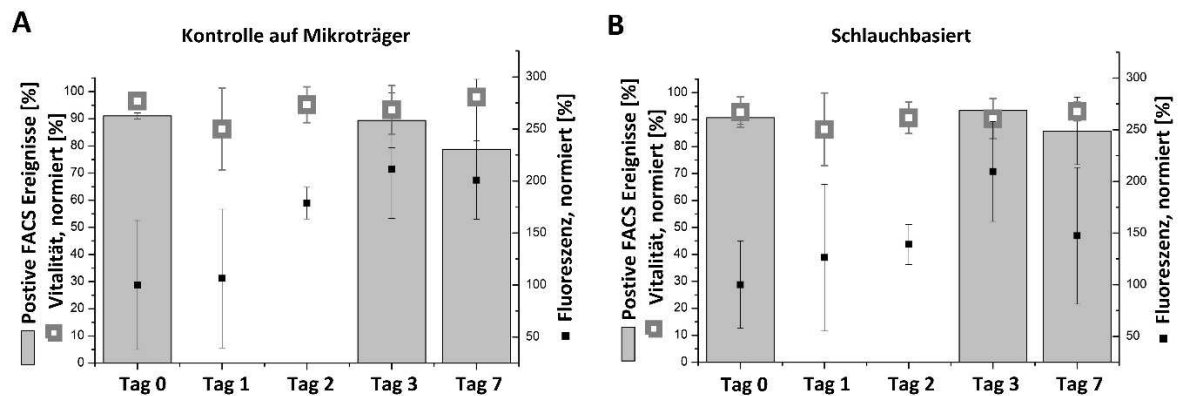 A
Kontrolle auf Mikroträger
Postive FACS Ereignisse [%]
Vitalität, normiert [%]
105
100
90
80
70
60
50
40
30
20
10
0
300
250
200
150
100
50
Fluoreszenz, normiert [%]
Tag 0 Tag 1 Tag 2 Tag 3 Tag 7
B
Schlauchbasiert
Postive FACS Ereignisse [%]
Vitalität, normiert [%]
100
90
80
70
60
50
40
30
20
10
0
300
250
200
150
100
50
Fluoreszenz, normiert [%]
Tag 0 Tag 1 Tag 2 Tag 3 Tag 7